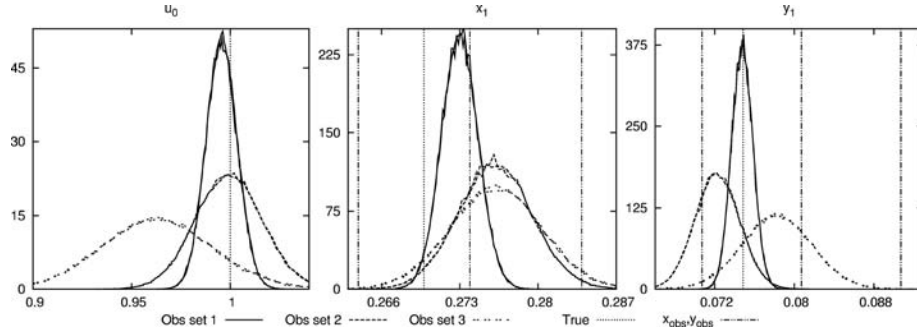 u0 x1 y1
45 225 375
30 150 250
15 75 125
0 0 0
0.9 0.95 1 0.266 0.273 0.28 0.287 0.072 0.08 0.088
Obs set 1 Obs set 2 Obs set 3 True xobs,yobs